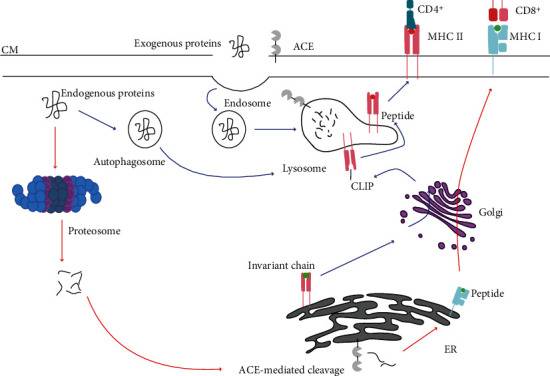 CD4+
CD8+
CM
Exogenous proteins
ACE
MHC II
MHC I
Endogenous proteins
Endosome
Peptide
Autophagosome
Lysosome
CLIP
Golgi
Proteosome
Invariant chain
Peptide
ER
ACE-mediated cleavage